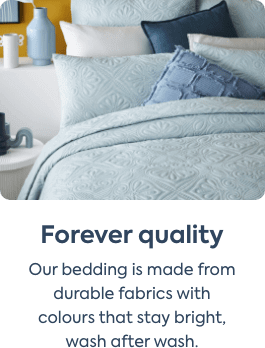 Forever quality
Our bedding is made from
durable fabrics with
colours that stay bright,
wash after wash.